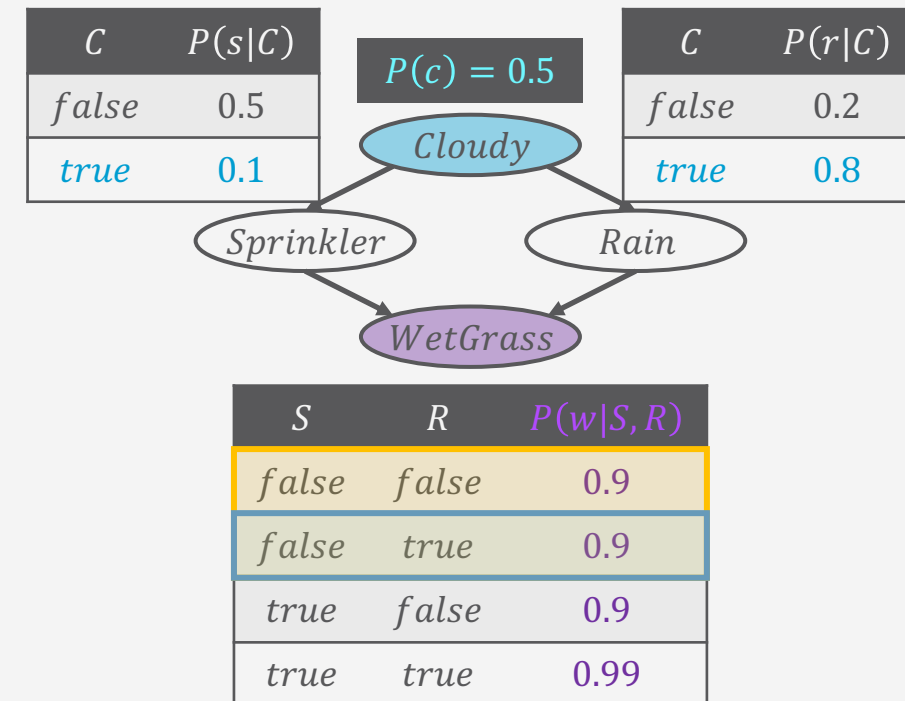 C P(s|C)
false 0.5
true 0.1
P(c) = 0.5
C P(r|C)
false 0.2
true 0.8
Cloudy
Sprinkler Rain
WetGrass
S R P(w|S, R)
false false 0.9
false true 0.9
true false 0.9
true true 0.99